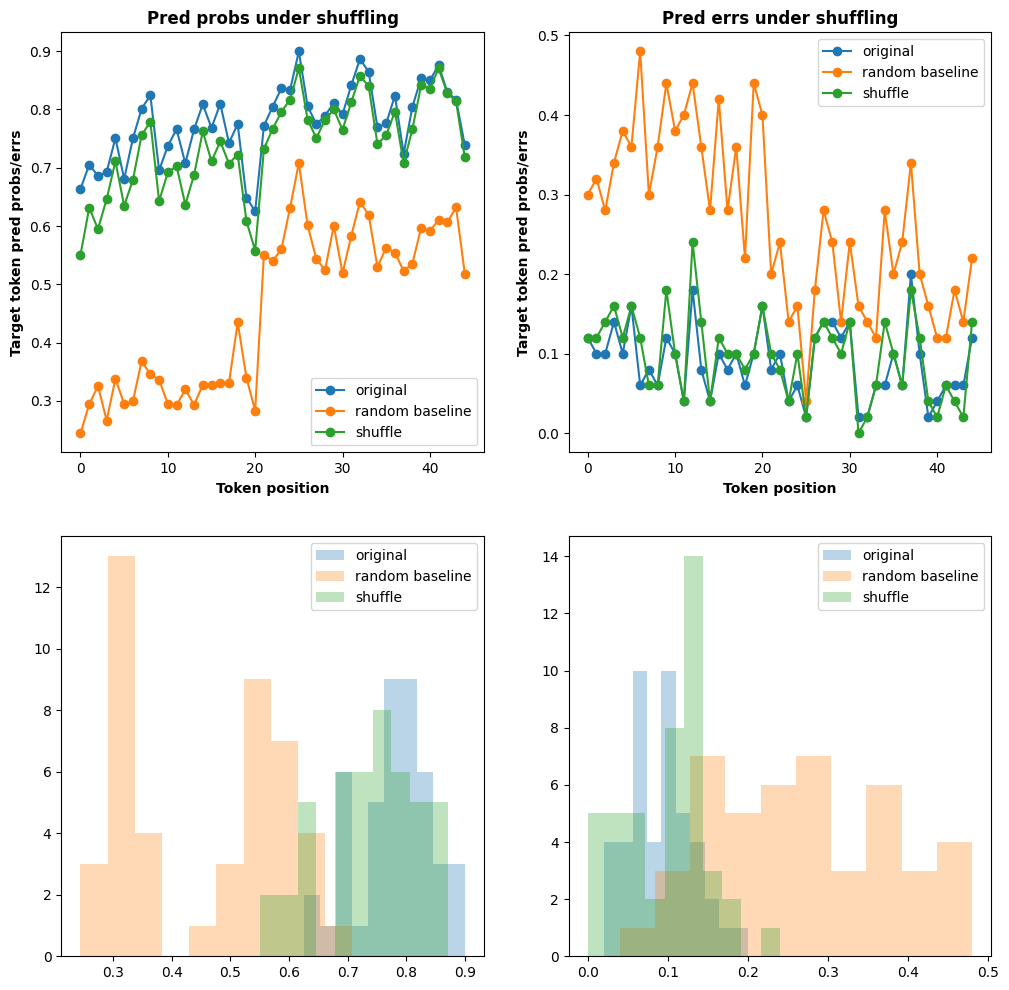 Pred probs under shuffling
Target token pred probs/errs
0.9
0.8
0.7
0.6
0.5
0.4
0.3
original
random baseline
shuffle
0 10 20 30 40
Token position
Pred errs under shuffling
Target token pred probs/errs
0.5
0.4
0.3
0.2
0.1
0.0
original
random baseline
shuffle
0 10 20 30 40
Token position
12
10
8
6
4
2
0
original
random baseline
shuffle
0.3 0.4 0.5 0.6 0.7 0.8 0.9
14
12
10
8
6
4
2
0
original
random baseline
shuffle
0.0 0.1 0.2 0.3 0.4 0.5